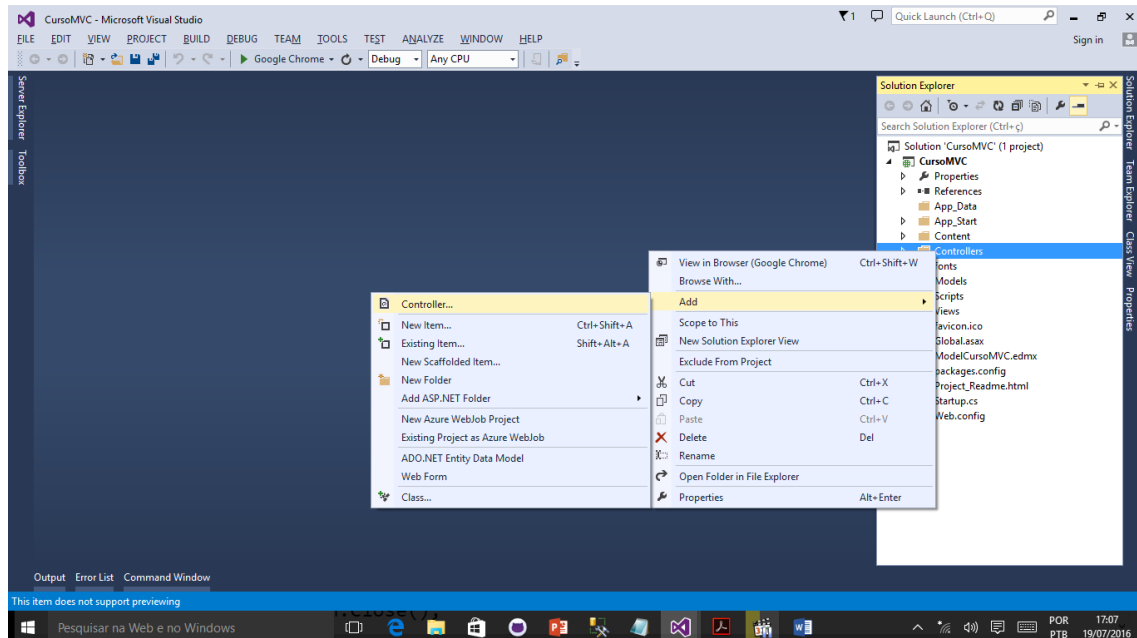 CursoMVC - Microsoft Visual Studio
1
Quick Launch (Ctrl+Q)
FILE EDIT VIEW PROJECT BUILD DEBUG TEAM TOOLS TEST ANALYZE WINDOW HELP
Sign in
Google Chrome
Debug
Any CPU
Server Explorer
Toolbox
Solution Explorer
Search Solution Explorer (Ctrl+ç)
Solution 'CursoMVC' (1 project)
CursoMVC
Properties
References
App_Data
App_Start
Content
Controllers
fonts
Models
Scripts
Views
favicon.ico
Global.asax
ModelCursoMVC.edmx
packages.config
Project_Readme.html
Startup.cs
Web.config
Solution Explorer
Team Explorer
Class View
Properties
View in Browser (Google Chrome) Ctrl+Shift+W
Browse With...
Add
Scope to This
New Solution Explorer View
Exclude From Project
Cut Ctrl+X
Copy Ctrl+C
Paste Ctrl+V
Delete Del
Rename
Open Folder in File Explorer
Properties Alt+Enter
Controller...
New Item... Ctrl+Shift+A
Existing Item... Shift+Alt+A
New Scaffolded Item...
New Folder
Add ASP.NET Folder
New Azure WebJob Project
Existing Project as Azure WebJob
ADO.NET Entity Data Model
Web Form
Class...
Output Error List Command Window
This item does not support previewing
Pesquisar na Web e no Windows
POR
PTB
17:07
19/07/2016